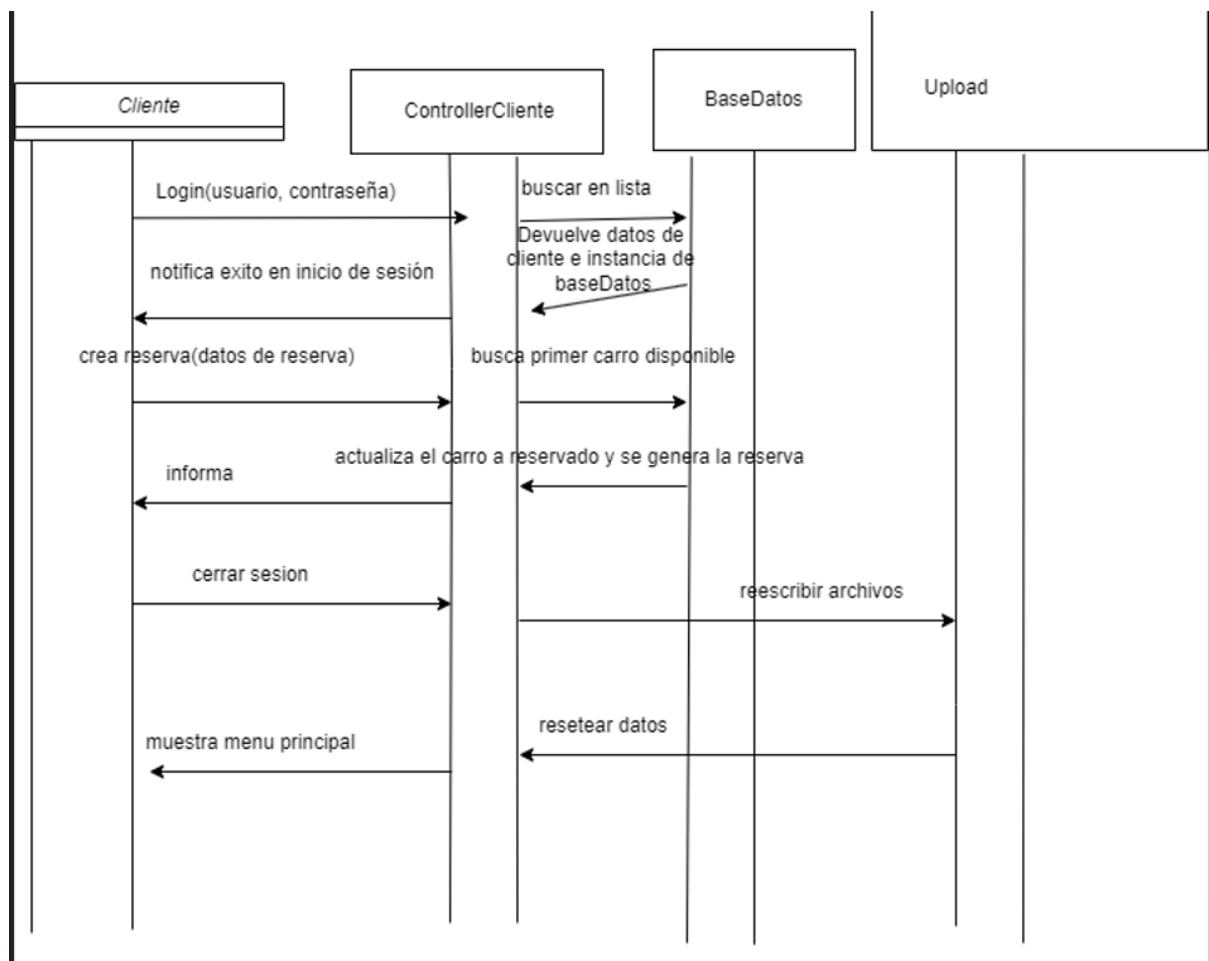 Cliente
ControllerCliente
BaseDatos
Upload
Login(usuario, contraseña)
buscar en lista
Devuelve datos de
cliente e instancia de
baseDatos
notifica exito en inicio de sesión
crea reserva(datos de reserva)
busca primer carro disponible
actualiza el carro a reservado y se genera la reserva
informa
cerrar sesion
reescribir archivos
resetear datos
muestra menu principal